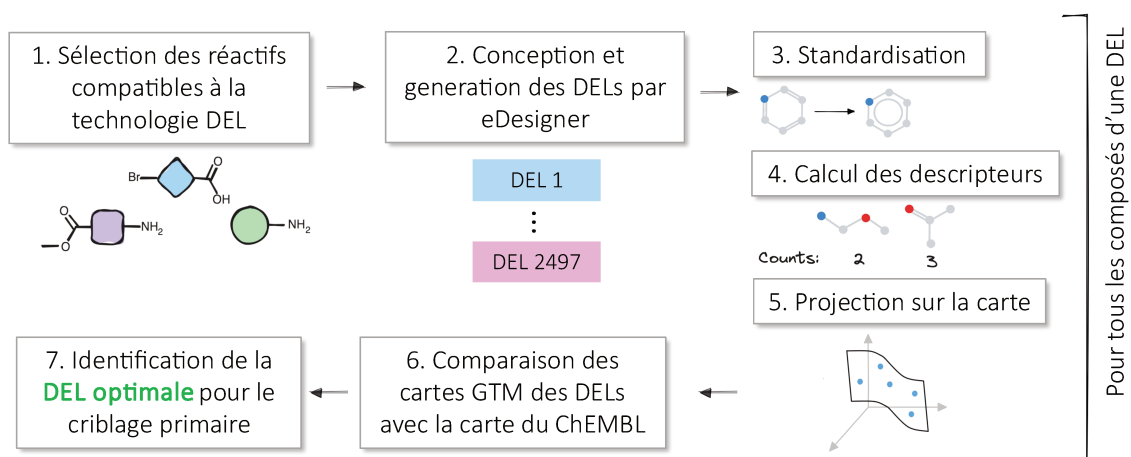 1. Sélection des réactifs
compatibles à la
technologie DEL
Br
O
OH
O
O
NH₂
NH₂
2. Conception et
generation des DELs par
eDesigner
DEL 1
⋮
DEL 2497
3. Standardisation
4. Calcul des descripteurs
Counts: 2 3
5. Projection sur la carte
Pour tous les composés d'une DEL
6. Comparaison des
cartes GTM des DELs
avec la carte du ChEMBL
7. Identification de la
DEL optimale pour le
criblage primaire